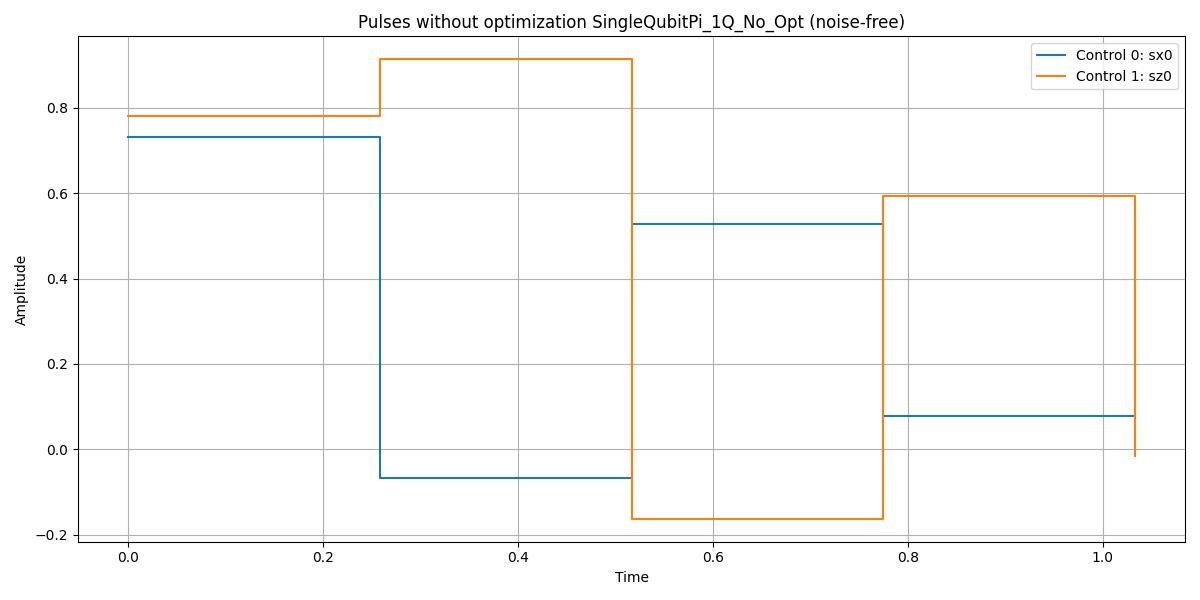 Pulses without optimization SingleQubitPi_1Q_No_Opt (noise-free)
Control 0: sx0
Control 1: sz0
Amplitude
0.8
0.6
0.4
0.2
0.0
−0.2
0.0 0.2 0.4 0.6 0.8 1.0
Time